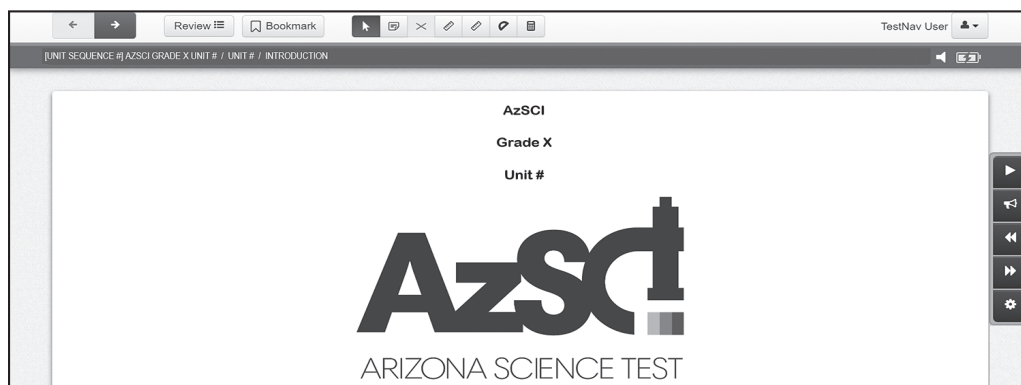 Review Bookmark TestNav User
[UNIT SEQUENCE #] AZSCI GRADE X UNIT # / UNIT # / INTRODUCTION
AzSCI
Grade X
Unit #
AzSCI
ARIZONA SCIENCE TEST